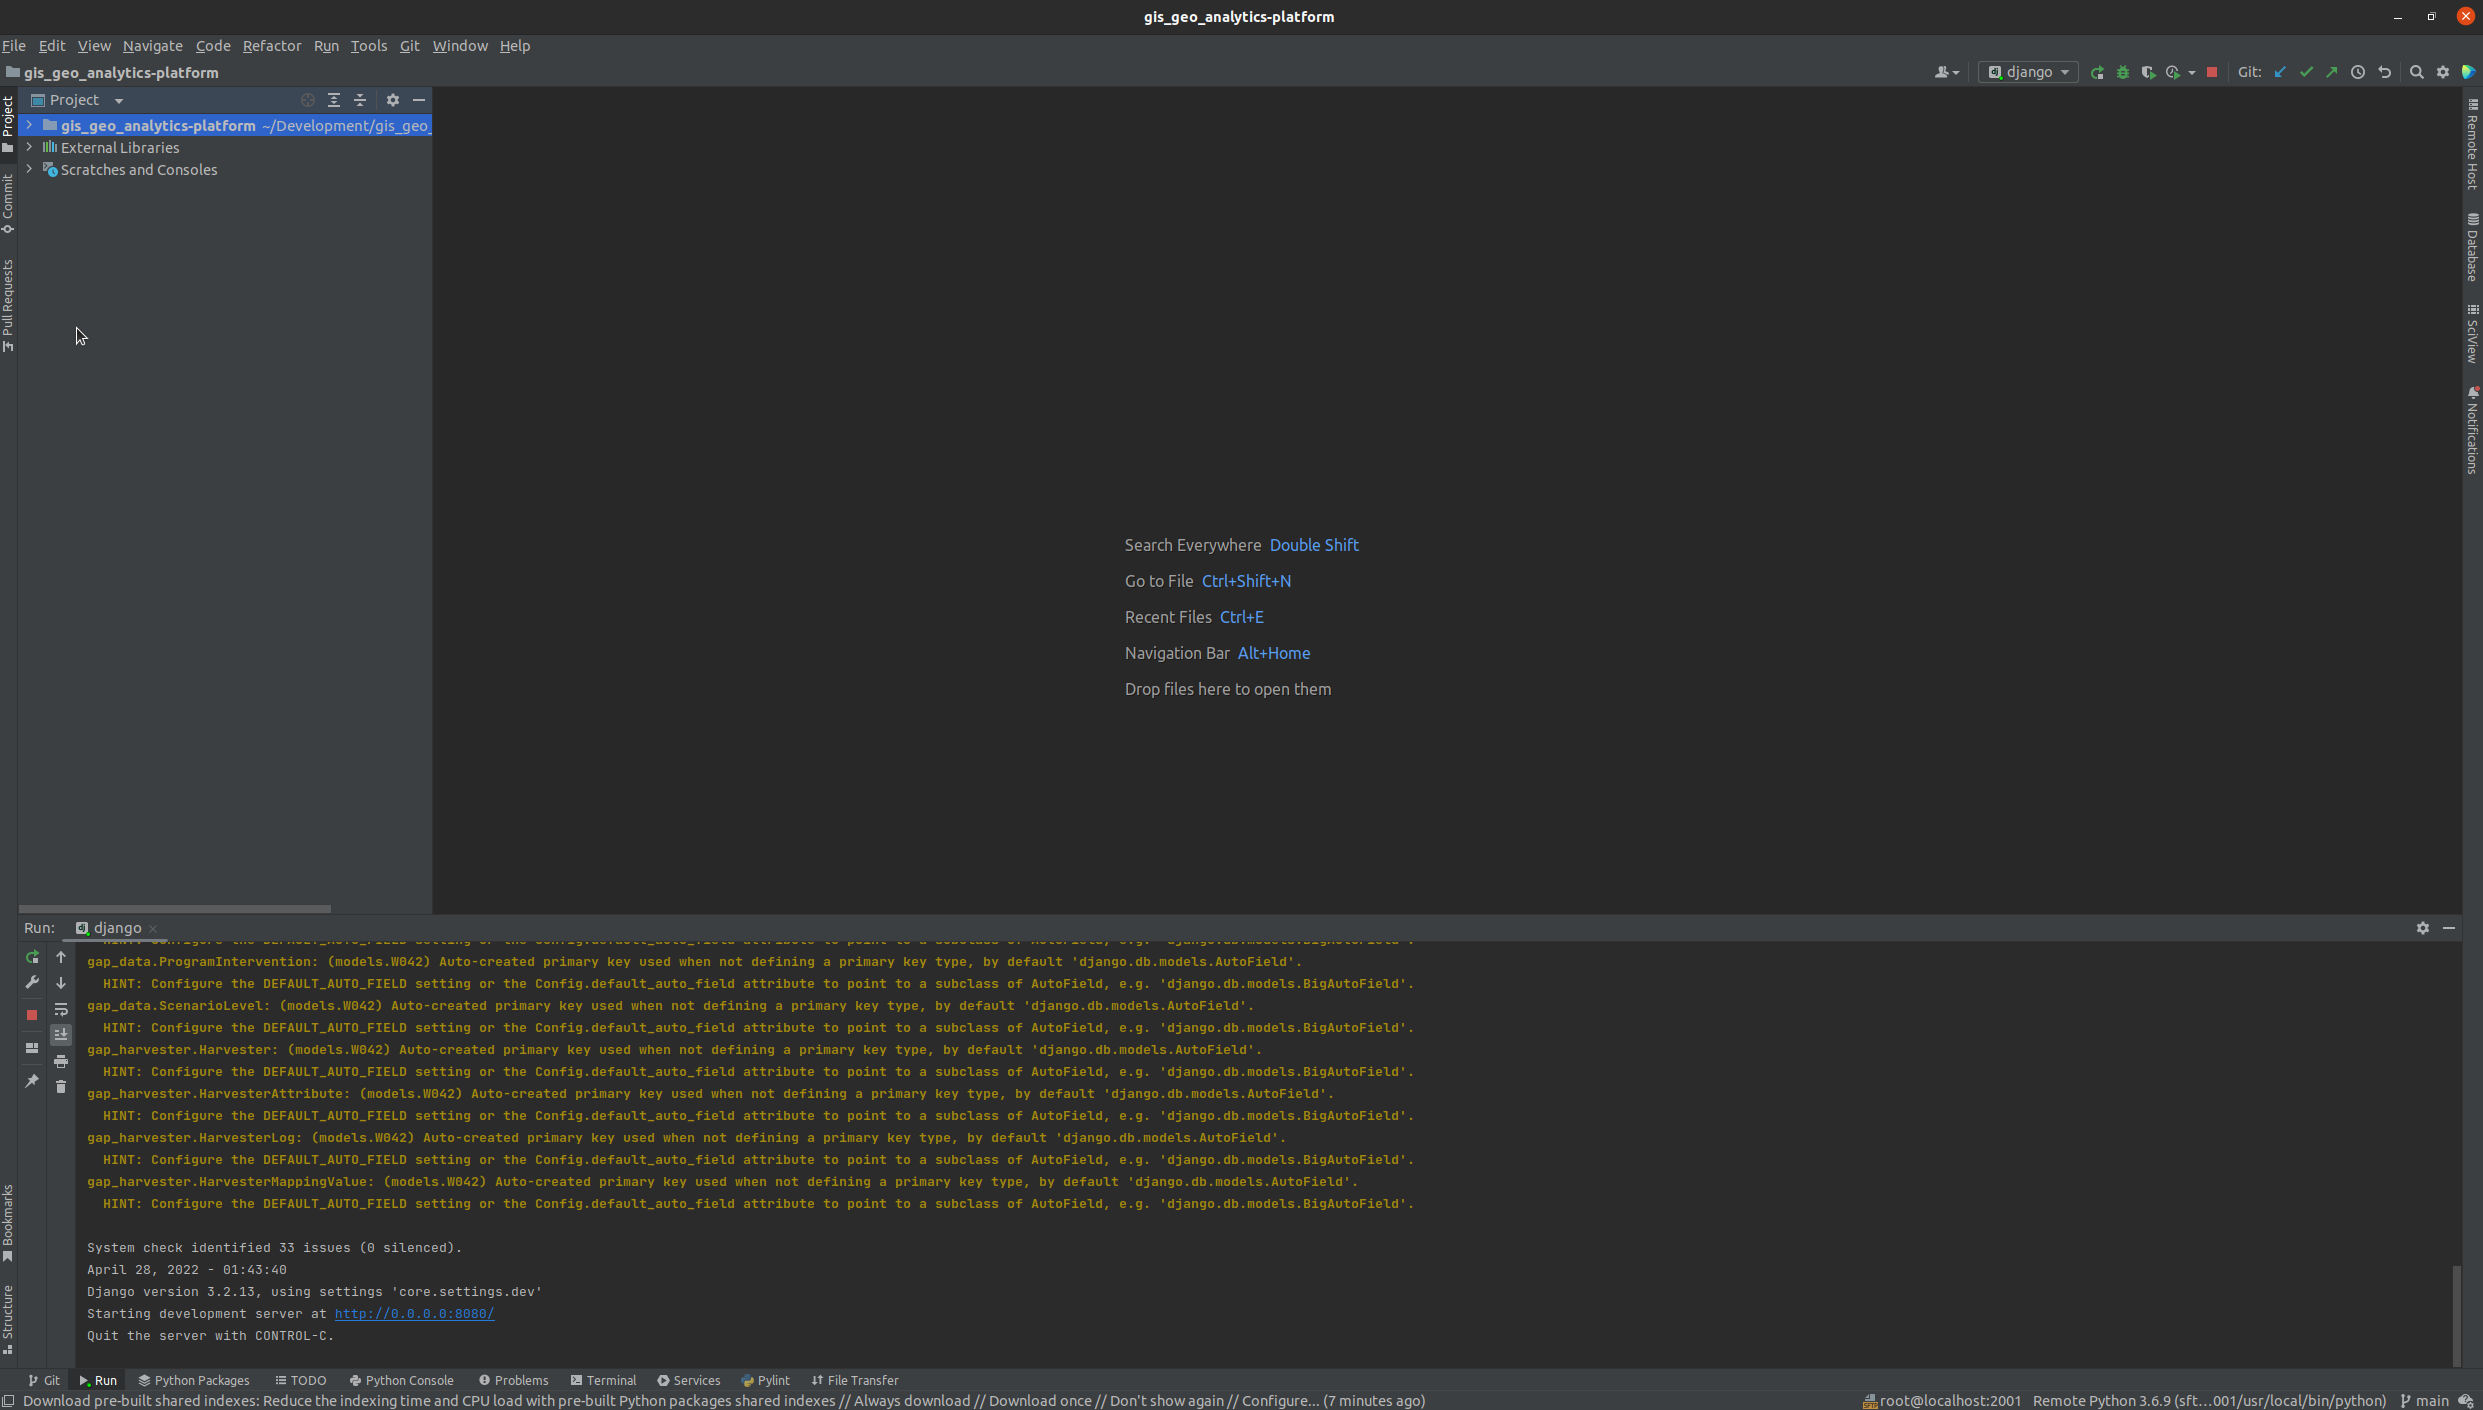 gis_geo_analytics-platform
File Edit View Navigate Code Refactor Run Tools Git Window Help
gis_geo_analytics-platform
django
Git:
Project
gis_geo_analytics-platform ~/Development/gis_geo_
External Libraries
Scratches and Consoles
Project
Commit
Pull Requests
Bookmarks
Structure
Remote Host
Database
SciView
Notifications
Search Everywhere Double Shift
Go to File Ctrl+Shift+N
Recent Files Ctrl+E
Navigation Bar Alt+Home
Drop files here to open them
Run: django
HINT: Configure the DEFAULT_AUTO_FIELD setting or the Config.default_auto_field attribute to point to a subclass of AutoField, e.g. 'django.db.models.BigAutoField'.
gap_data.ProgramIntervention: (models.W042) Auto-created primary key used when not defining a primary key type, by default 'django.db.models.AutoField'.
HINT: Configure the DEFAULT_AUTO_FIELD setting or the Config.default_auto_field attribute to point to a subclass of AutoField, e.g. 'django.db.models.BigAutoField'.
gap_data.ScenarioLevel: (models.W042) Auto-created primary key used when not defining a primary key type, by default 'django.db.models.AutoField'.
HINT: Configure the DEFAULT_AUTO_FIELD setting or the Config.default_auto_field attribute to point to a subclass of AutoField, e.g. 'django.db.models.BigAutoField'.
gap_harvester.Harvester: (models.W042) Auto-created primary key used when not defining a primary key type, by default 'django.db.models.AutoField'.
HINT: Configure the DEFAULT_AUTO_FIELD setting or the Config.default_auto_field attribute to point to a subclass of AutoField, e.g. 'django.db.models.BigAutoField'.
gap_harvester.HarvesterAttribute: (models.W042) Auto-created primary key used when not defining a primary key type, by default 'django.db.models.AutoField'.
HINT: Configure the DEFAULT_AUTO_FIELD setting or the Config.default_auto_field attribute to point to a subclass of AutoField, e.g. 'django.db.models.BigAutoField'.
gap_harvester.HarvesterLog: (models.W042) Auto-created primary key used when not defining a primary key type, by default 'django.db.models.AutoField'.
HINT: Configure the DEFAULT_AUTO_FIELD setting or the Config.default_auto_field attribute to point to a subclass of AutoField, e.g. 'django.db.models.BigAutoField'.
gap_harvester.HarvesterMappingValue: (models.W042) Auto-created primary key used when not defining a primary key type, by default 'django.db.models.AutoField'.
HINT: Configure the DEFAULT_AUTO_FIELD setting or the Config.default_auto_field attribute to point to a subclass of AutoField, e.g. 'django.db.models.BigAutoField'.
System check identified 33 issues (0 silenced).
April 28, 2022 - 01:43:40
Django version 3.2.13, using settings 'core.settings.dev'
Starting development server at http://0.0.0.0:8080/
Quit the server with CONTROL-C.
Git Run Python Packages TODO Python Console Problems Terminal Services Pylint File Transfer
Download pre-built shared indexes: Reduce the indexing time and CPU load with pre-built Python packages shared indexes // Always download // Download once // Don't show again // Configure... (7 minutes ago)
root@localhost:2001 Remote Python 3.6.9 (sft...001/usr/local/bin/python) main